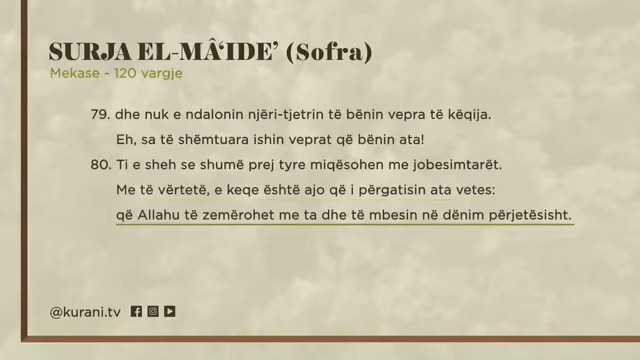 SURJA EL-MÂ‘IDE’ (Sofra)
Mekase - 120 vargje
79. dhe nuk e ndalonin njëri-tjetrin të bënin vepra të këqija.
Eh, sa të shëmtuara ishin veprat që bënin ata!
80. Ti e sheh se shumë prej tyre miqësohen me jobesimtarët.
Me të vërtetë, e keqe është ajo që i përgatisin ata vetes:
që Allahu të zemërohet me ta dhe të mbesin në dënim përjetësisht.
@kurani.tv